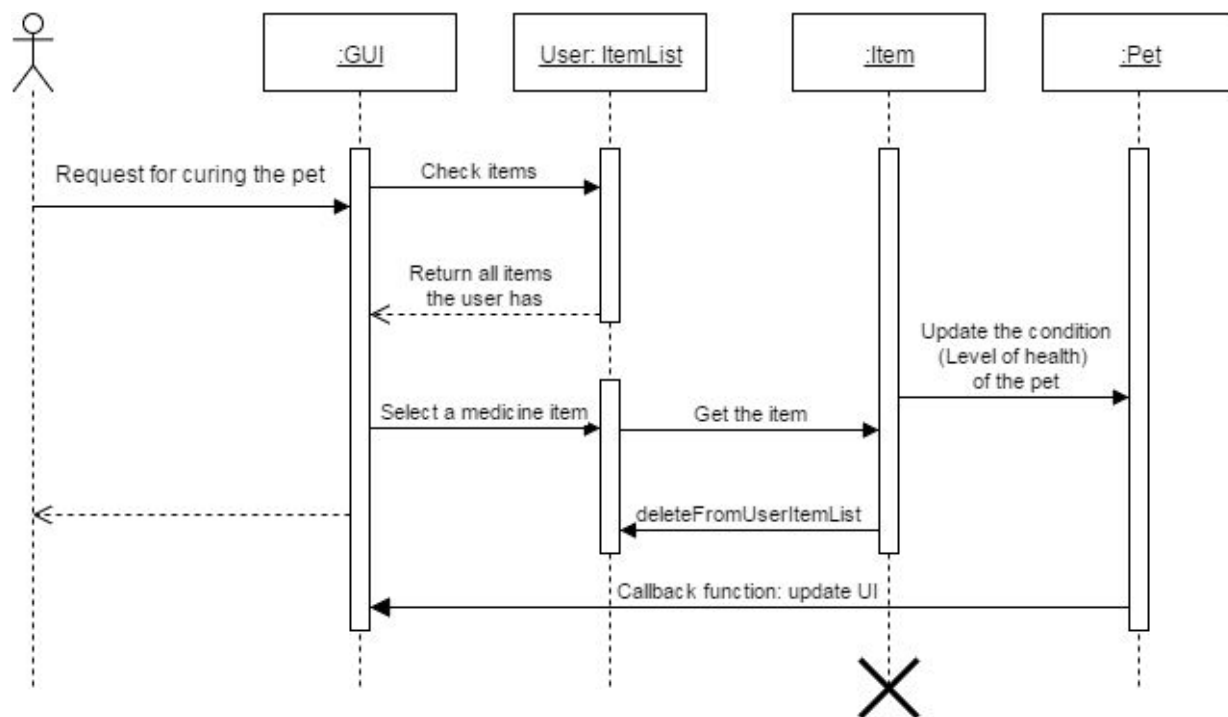 :GUI
User: ItemList
:Item
:Pet
Request for curing the pet
Check items
Return all items
the user has
Update the condition
(Level of health)
of the pet
Select a medicine item
Get the item
deleteFromUserItemList
Callback function: update UI